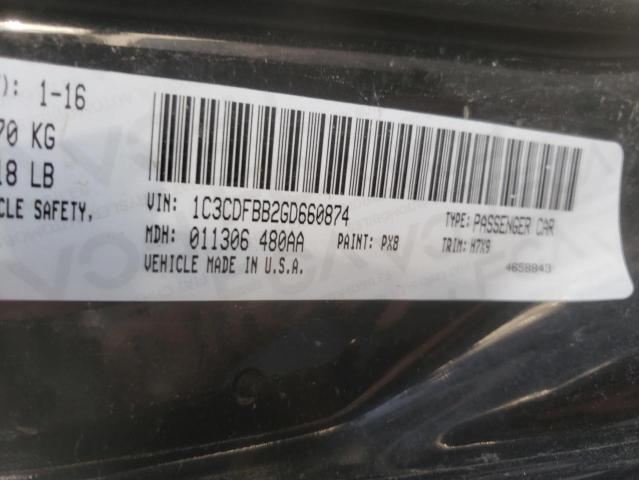 ): 1-16
70 KG
18 LB
CLE SAFETY,
VIN: 1C3CDFBB2GD660874
TYPE: PASSENGER CAR
MDH: 011306 480AA PAINT: PX8 TRIM: H7X9
VEHICLE MADE IN U.S.A.
4658843